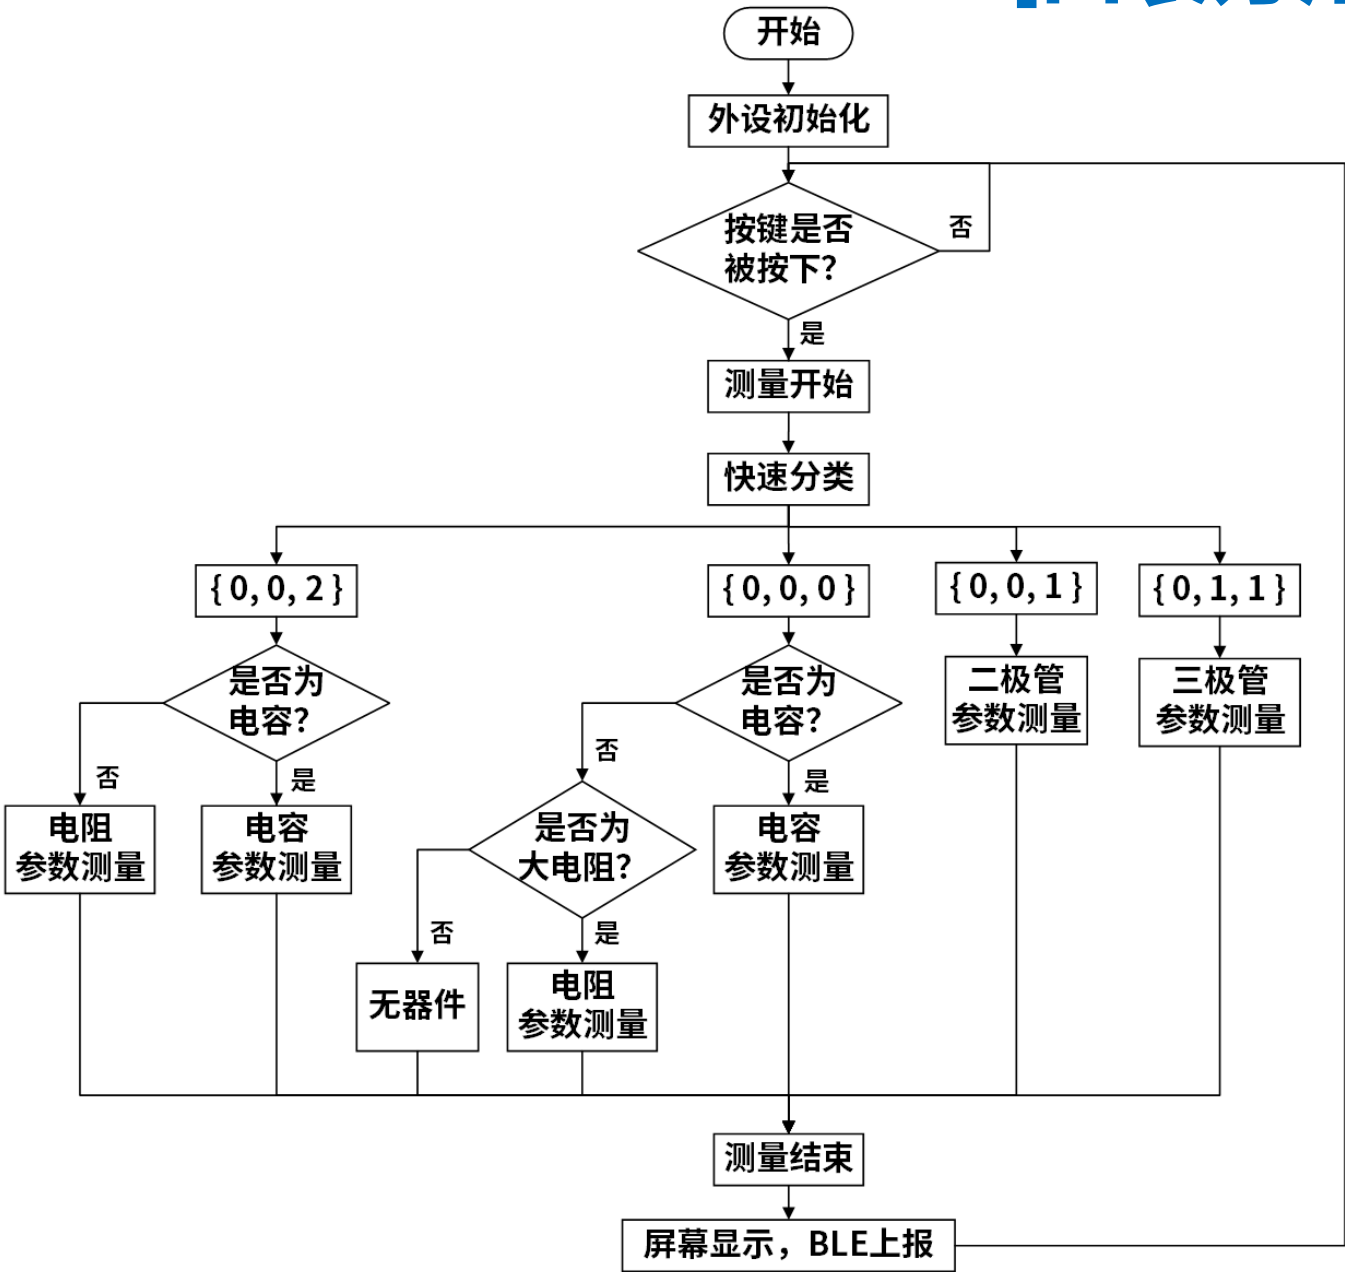 开始
外设初始化
按键是否
被按下?
否
是
测量开始
快速分类
{ 0, 0, 2 }
{ 0, 0, 0 }
{ 0, 0, 1 }
{ 0, 1, 1 }
是否为
电容?
是否为
电容?
二极管
参数测量
三极管
参数测量
否
是
否
是
电阻
参数测量
电容
参数测量
是否为
大电阻?
电容
参数测量
否
是
无器件
电阻
参数测量
测量结束
屏幕显示，BLE上报